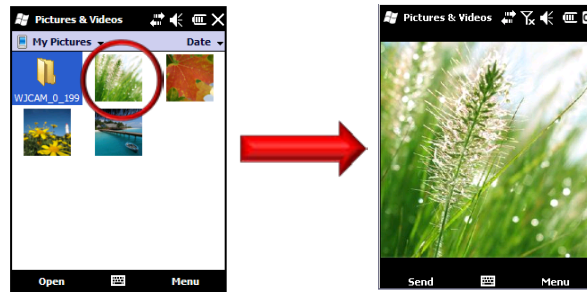 Pictures & Videos
My Pictures
Date
WJCAM_0_199
Open
Menu
Pictures & Videos
Send
Menu